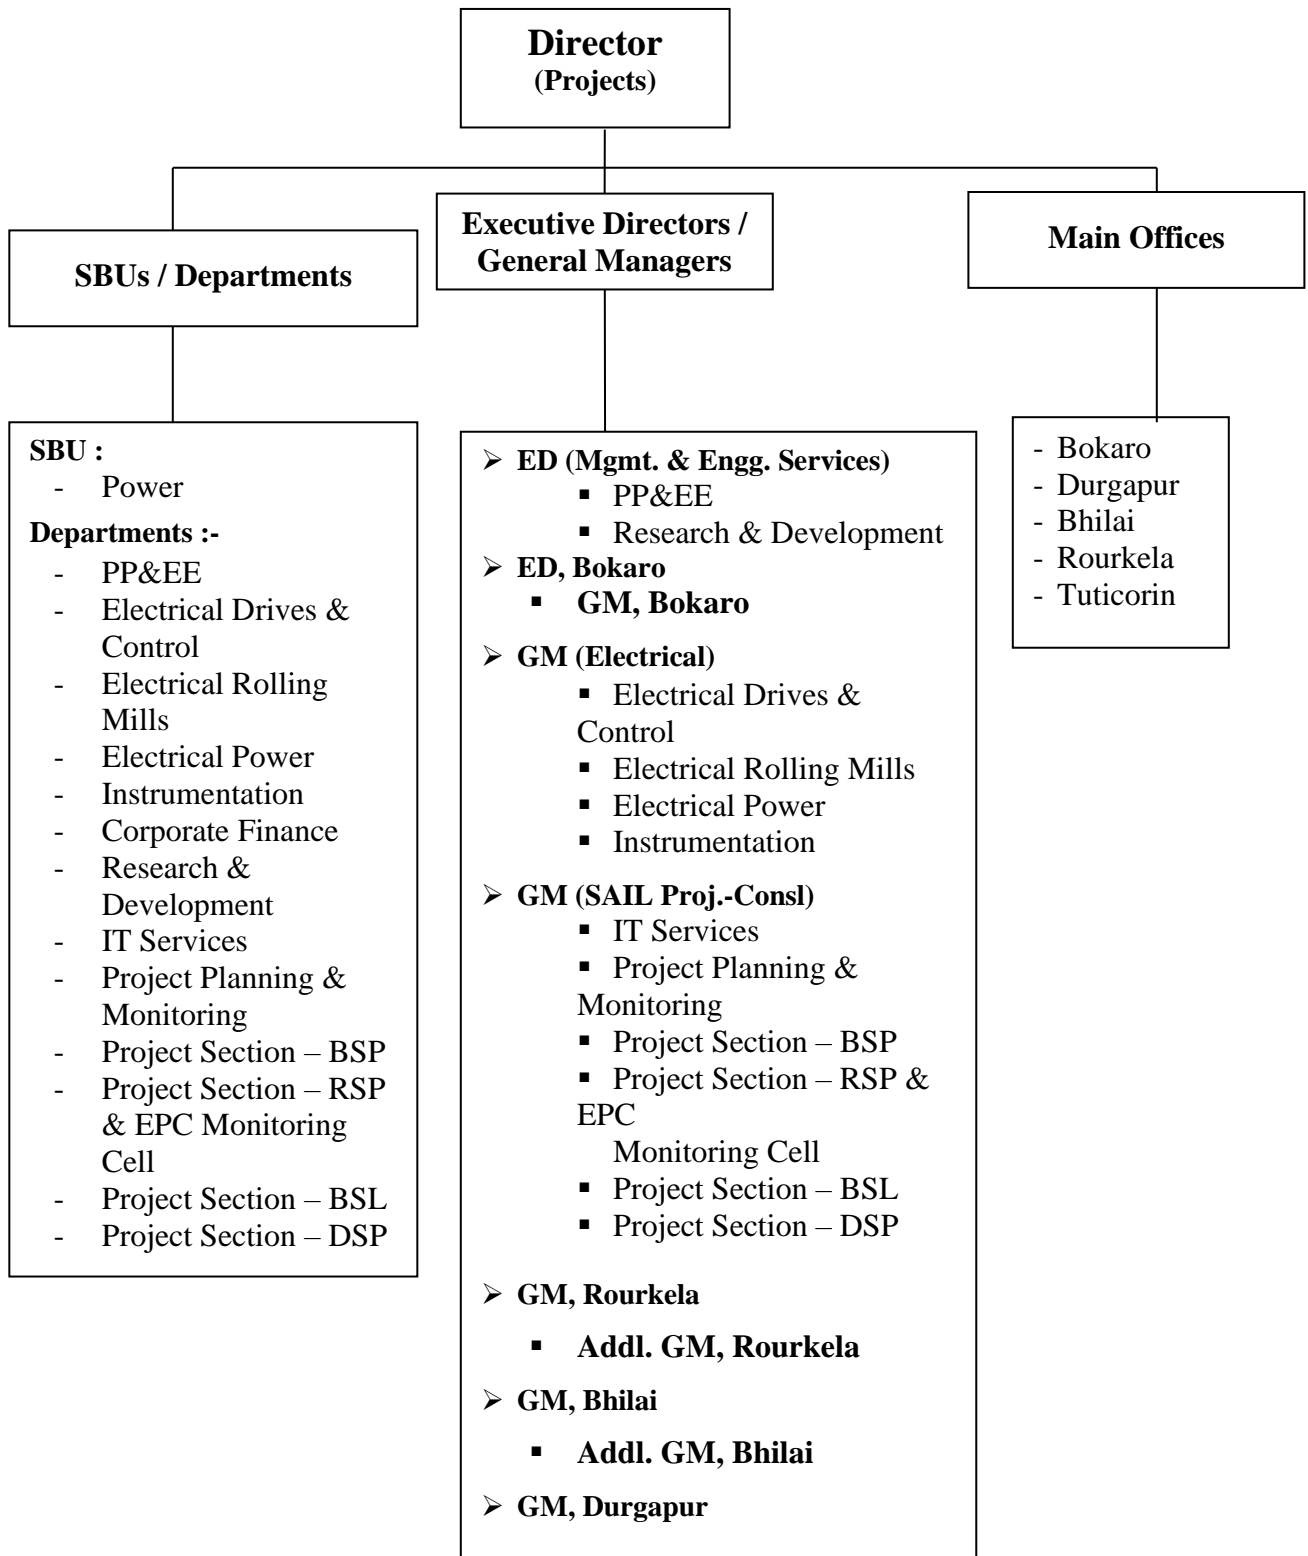 Director
(Projects)
SBUs / Departments
Executive Directors /
General Managers
Main Offices
SBU :
- Power
Departments :-
- PP&EE
- Electrical Drives &
Control
- Electrical Rolling
Mills
- Electrical Power
- Instrumentation
- Corporate Finance
- Research &
Development
- IT Services
- Project Planning &
Monitoring
- Project Section – BSP
- Project Section – RSP
& EPC Monitoring
Cell
- Project Section – BSL
- Project Section – DSP
➢ ED (Mgmt. & Engg. Services)
▪ PP&EE
▪ Research & Development
➢ ED, Bokaro
▪ GM, Bokaro
➢ GM (Electrical)
▪ Electrical Drives &
Control
▪ Electrical Rolling Mills
▪ Electrical Power
▪ Instrumentation
➢ GM (SAIL Proj.-Consl)
▪ IT Services
▪ Project Planning &
Monitoring
▪ Project Section – BSP
▪ Project Section – RSP &
EPC
Monitoring Cell
▪ Project Section – BSL
▪ Project Section – DSP
➢ GM, Rourkela
▪ Addl. GM, Rourkela
➢ GM, Bhilai
▪ Addl. GM, Bhilai
➢ GM, Durgapur
- Bokaro
- Durgapur
- Bhilai
- Rourkela
- Tuticorin